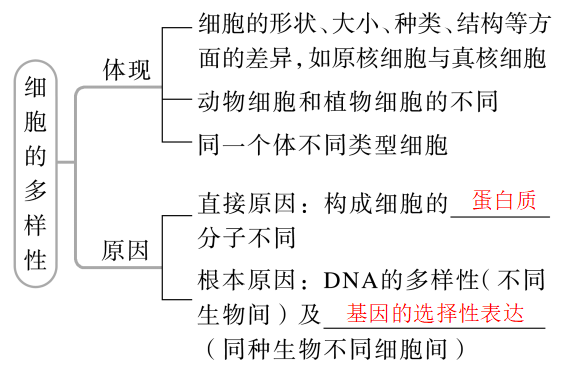 细胞的多样性
体现
细胞的形状、大小、种类、结构等方
面的差异,如原核细胞与真核细胞
动物细胞和植物细胞的不同
同一个体不同类型细胞
原因
直接原因：构成细胞的蛋白质
分子不同
根本原因：DNA的多样性(不同
生物间)及基因的选择性表达
(同种生物不同细胞间)